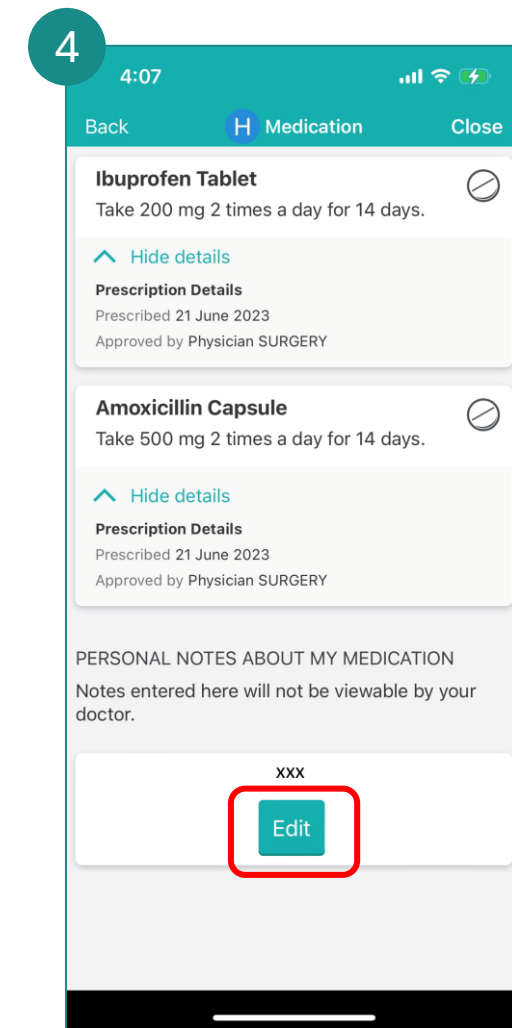 4
4:07
Back H Medication Close
Ibuprofen Tablet
Take 200 mg 2 times a day for 14 days.
Hide details
Prescription Details
Prescribed 21 June 2023
Approved by Physician SURGERY
Amoxicillin Capsule
Take 500 mg 2 times a day for 14 days.
Hide details
Prescription Details
Prescribed 21 June 2023
Approved by Physician SURGERY
PERSONAL NOTES ABOUT MY MEDICATION
Notes entered here will not be viewable by your
doctor.
xxx
Edit